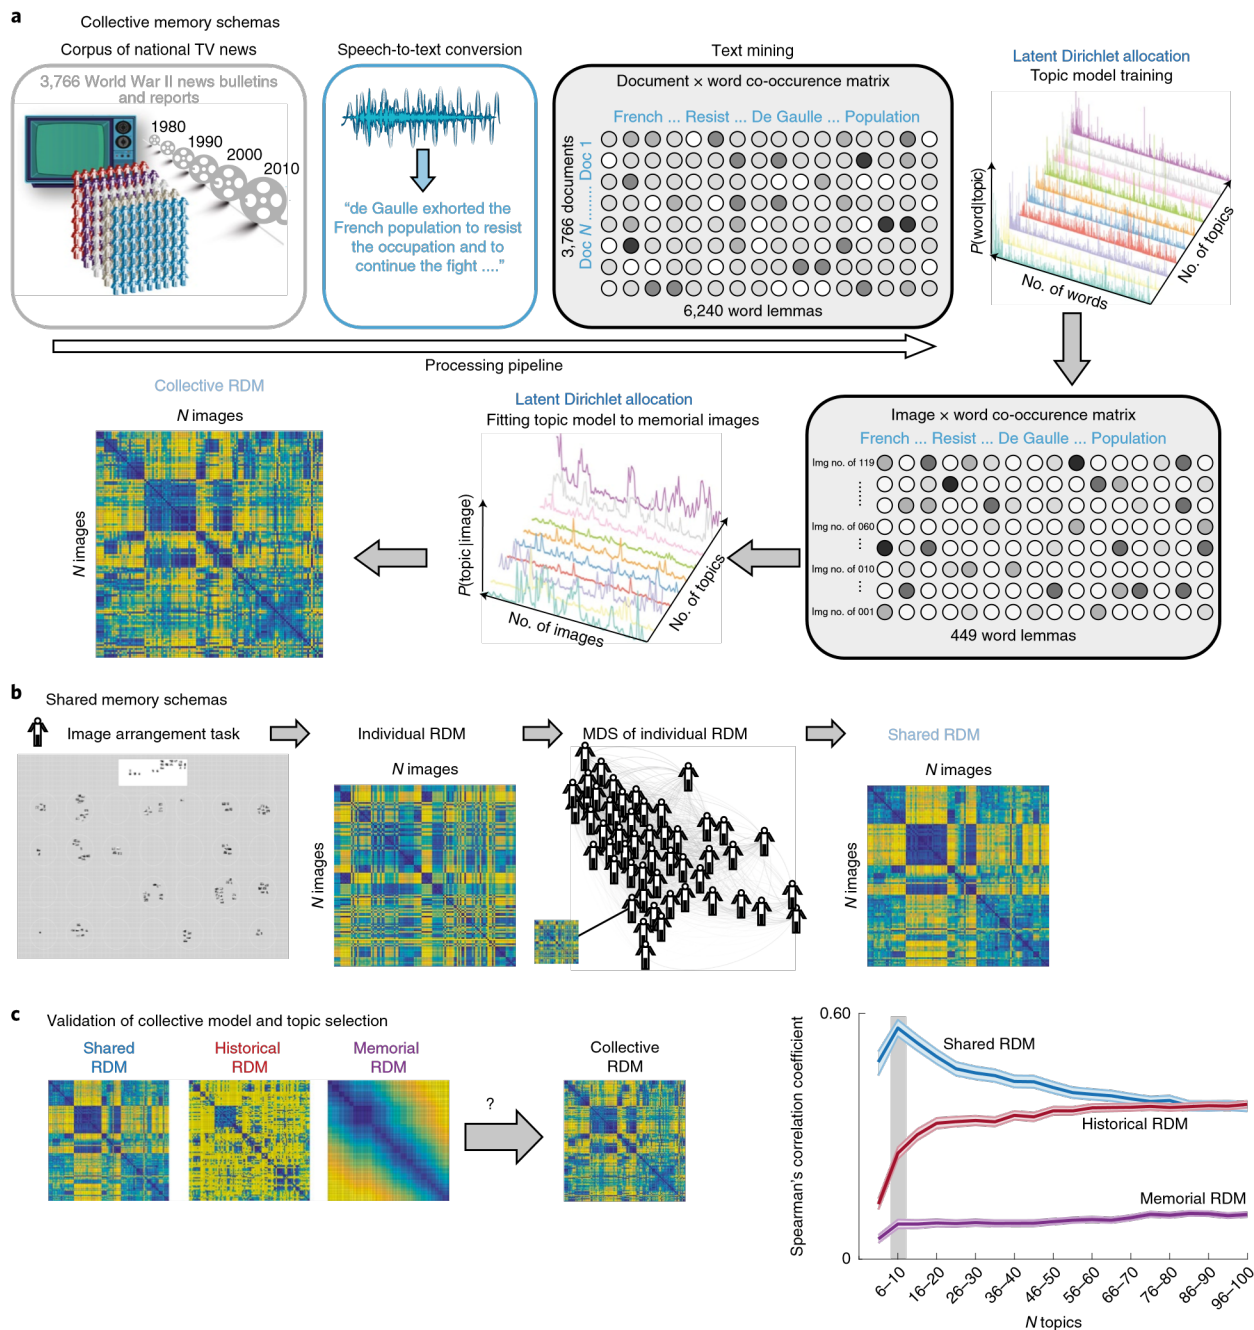 a
Collective memory schemas
Corpus of national TV news
3,766 World War II news bulletins
and reports
1980
1990
2000
2010
Speech-to-text conversion
“de Gaulle exhorted the
French population to resist
the occupation and to
continue the fight ....”
Text mining
Document × word co-occurence matrix
French ... Resist ... De Gaulle ... Population
3,766 documents
Doc N ......... Doc 1
6,240 word lemmas
Latent Dirichlet allocation
Topic model training
P(word|topic)
No. of words
No. of topics
Processing pipeline
Collective RDM
N images
N images
Latent Dirichlet allocation
Fitting topic model to memorial images
P(topic|image)
No. of images
No. of topics
Image × word co-occurence matrix
French ... Resist ... De Gaulle ... Population
Img no. of 119
......
Img no. of 060
...
Img no. of 010
...
Img no. of 001
449 word lemmas
b
Shared memory schemas
Image arrangement task
Individual RDM
N images
N images
MDS of individual RDM
Shared RDM
N images
N images
c
Validation of collective model and topic selection
Shared
RDM
Historical
RDM
Memorial
RDM
?
Collective
RDM
Spearman’s correlation coefficient
0.60
0
Shared RDM
Historical RDM
Memorial RDM
6–10
16–20
26–30
36–40
46–50
56–60
66–70
76–80
86–90
96–100
N topics